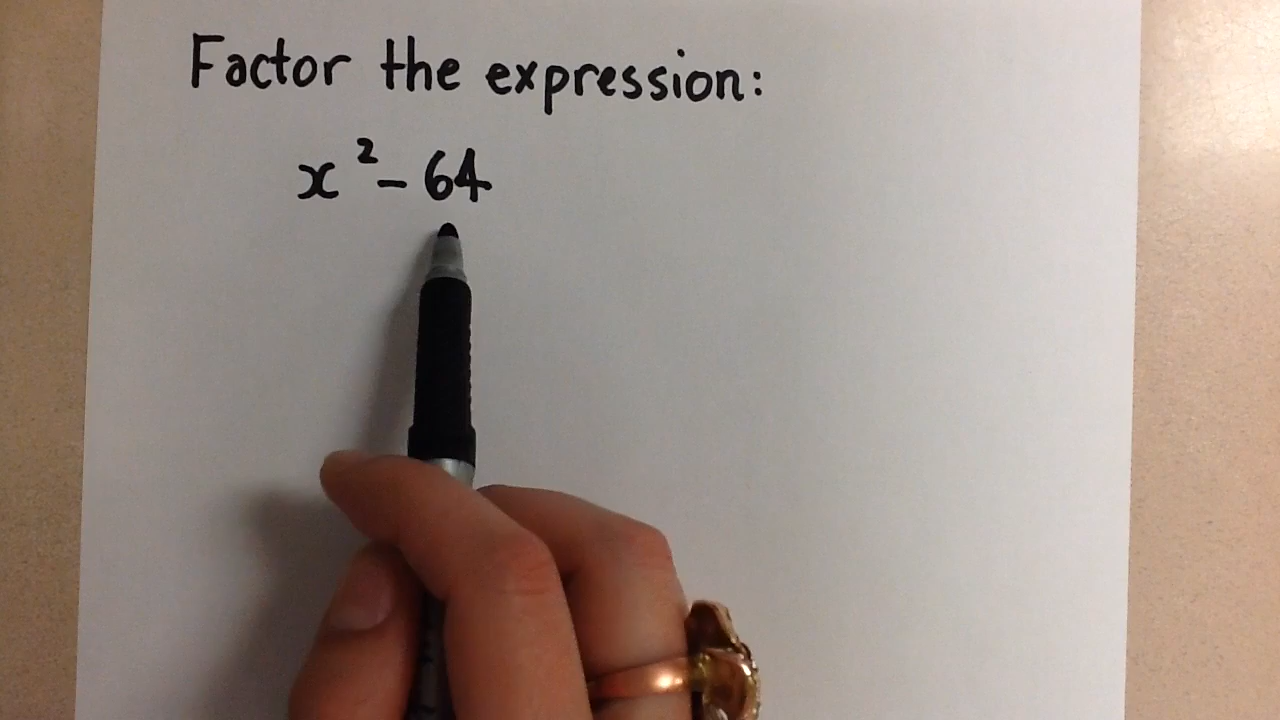 Factor the expression:
x² - 64